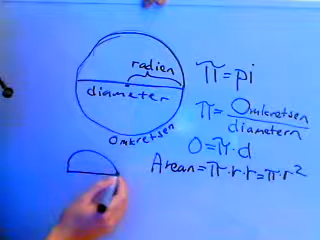 radien
diameter
Omkretsen
π=pi
π=Omkretsen/diametern
O=π·d
Arean=π·r·r=π·r²